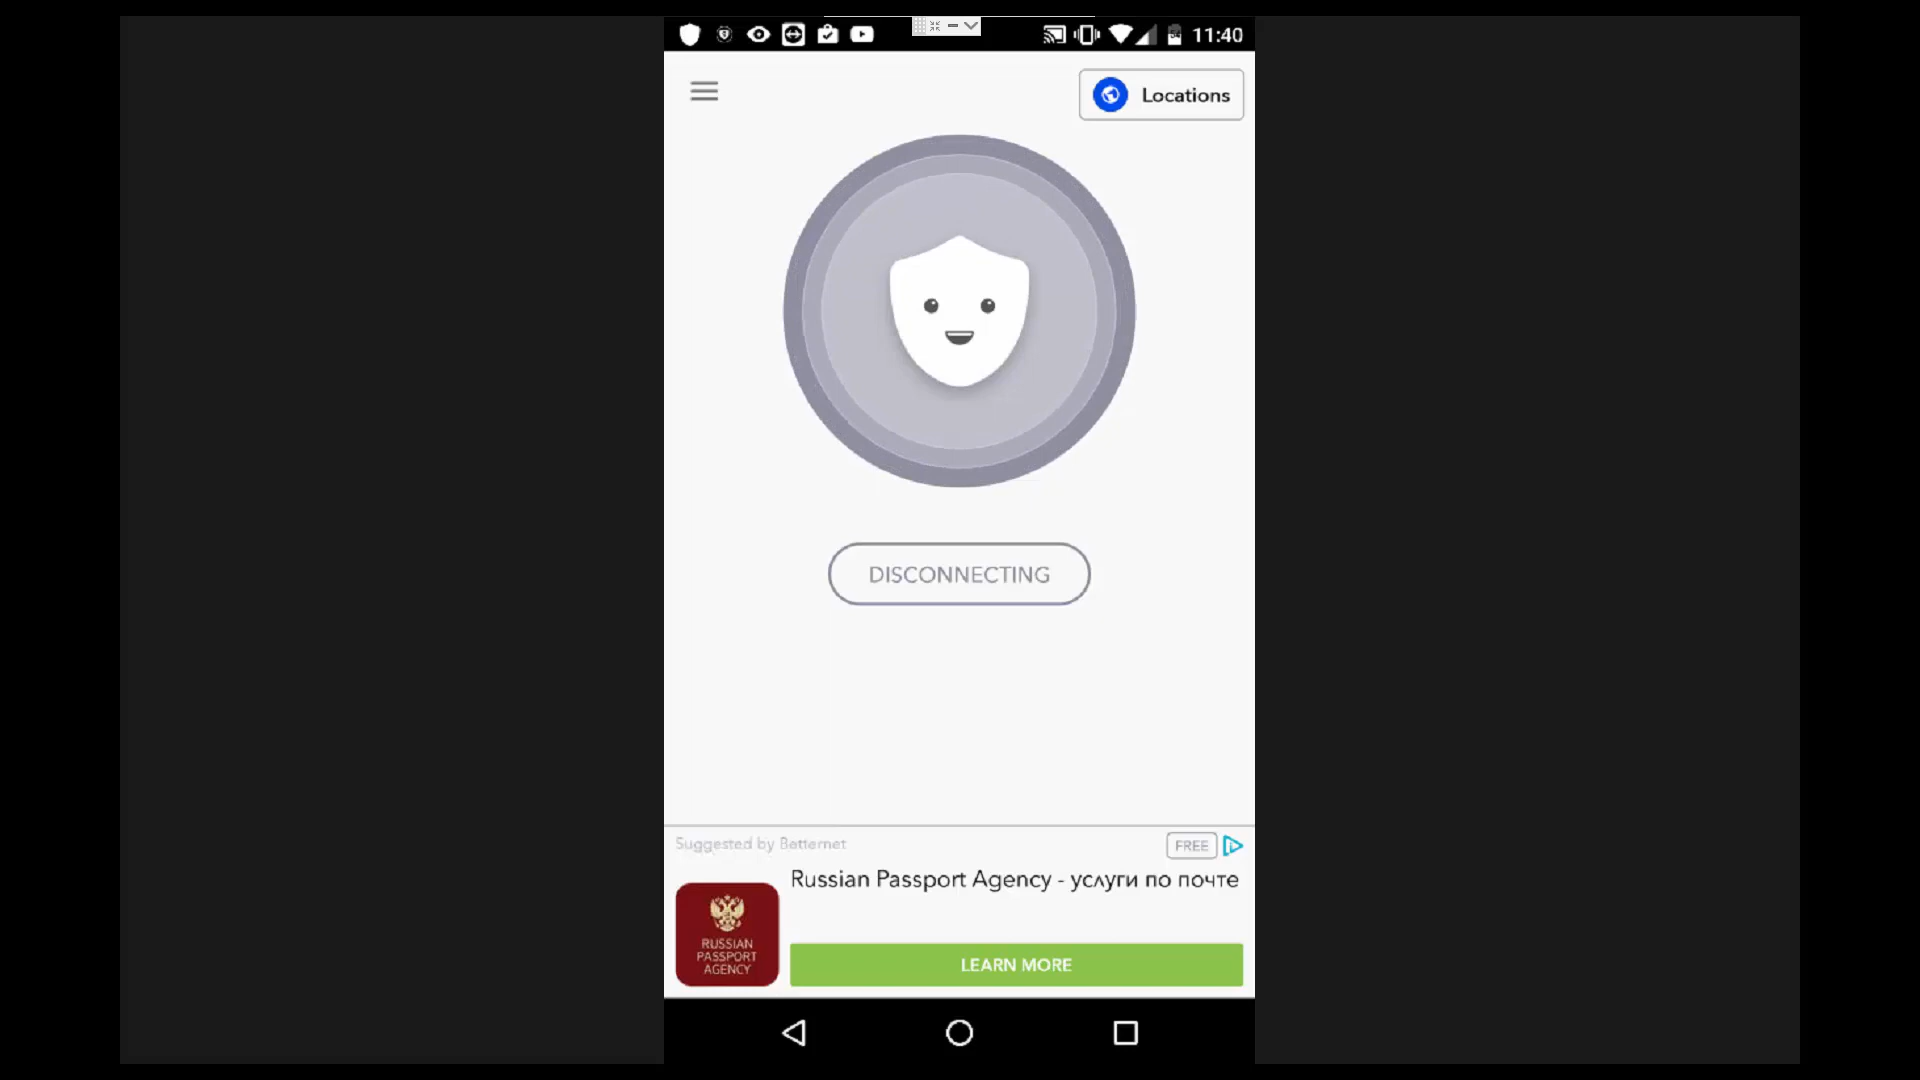 11:40
Locations
DISCONNECTING
Suggested by Betternet
FREE
Russian Passport Agency - услуги по почте
RUSSIAN
PASSPORT
AGENCY
LEARN MORE